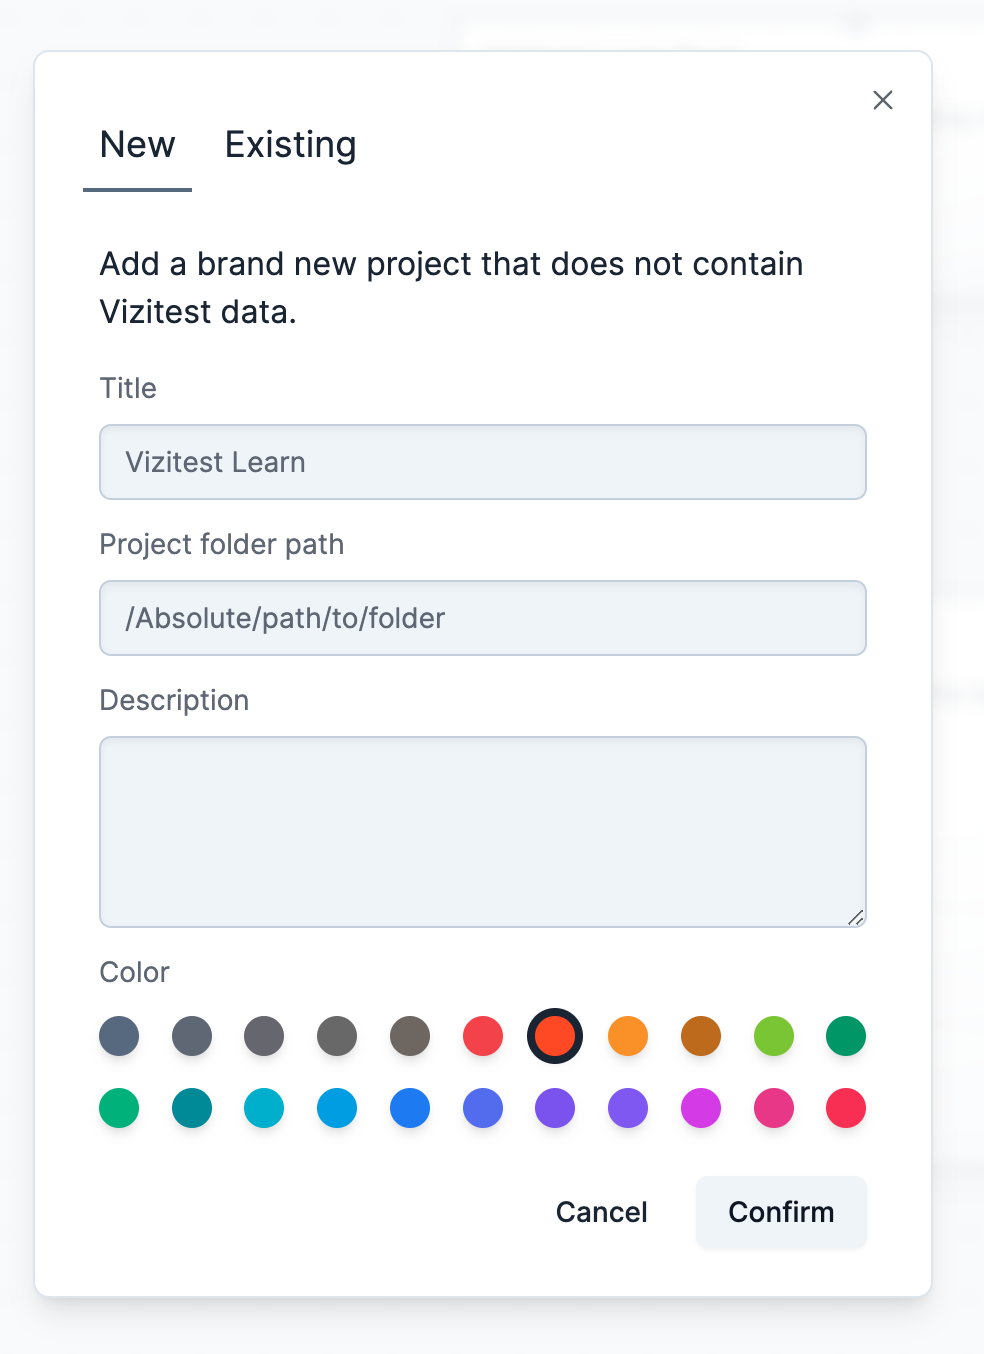 New Existing
Add a brand new project that does not contain
Vizitest data.
Title
Vizitest Learn
Project folder path
/Absolute/path/to/folder
Description
Color
Cancel Confirm